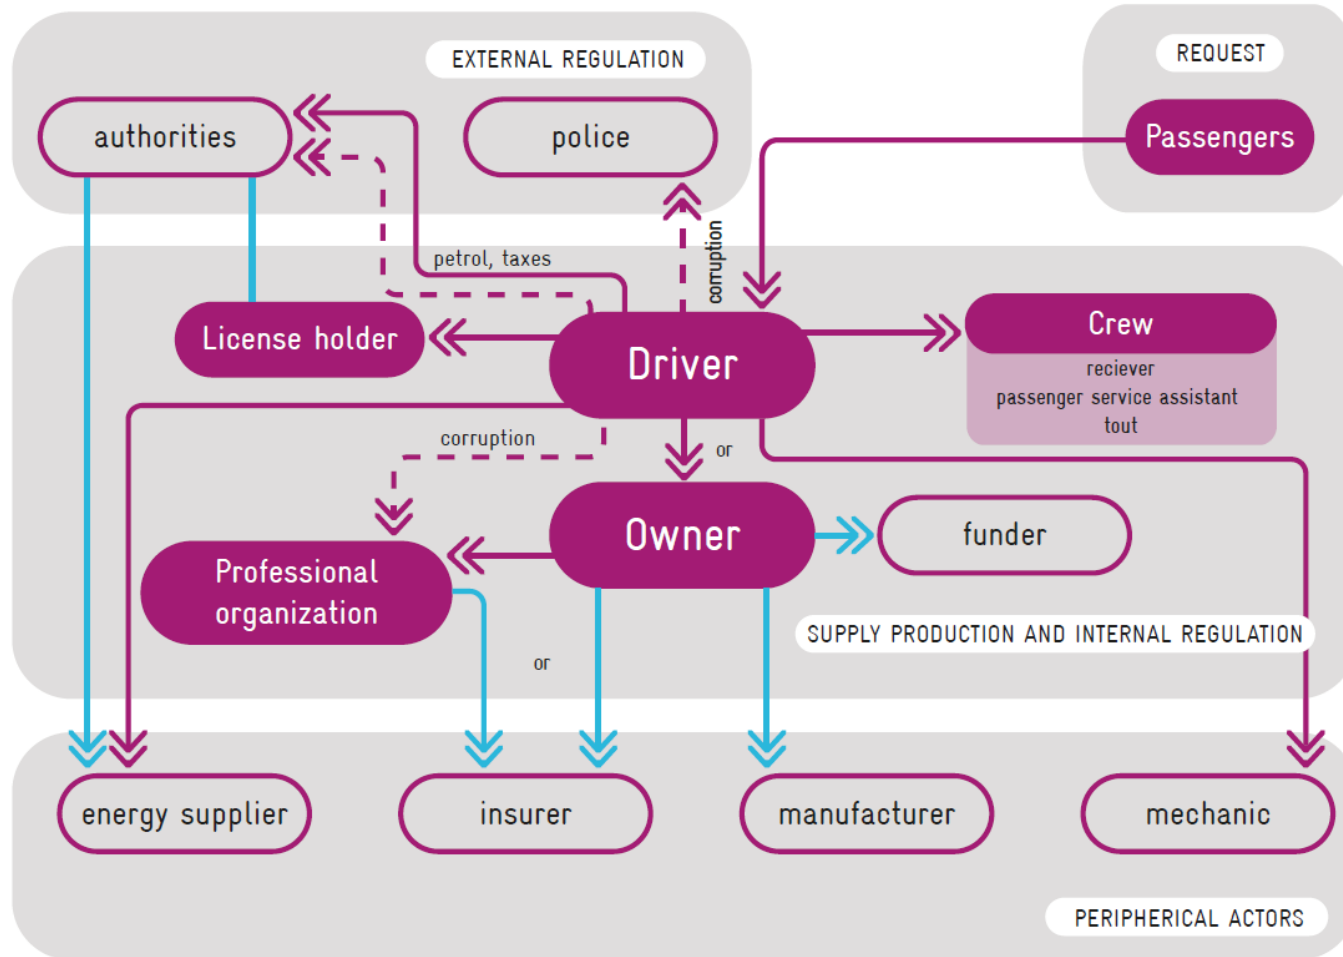 EXTERNAL REGULATION
REQUEST
authorities
police
Passengers
corruption
petrol, taxes
License holder
Driver
Crew
reciever
passenger service assistant
tout
corruption
or
Owner
funder
Professional
organization
SUPPLY PRODUCTION AND INTERNAL REGULATION
or
energy supplier
insurer
manufacturer
mechanic
PERIPHERICAL ACTORS